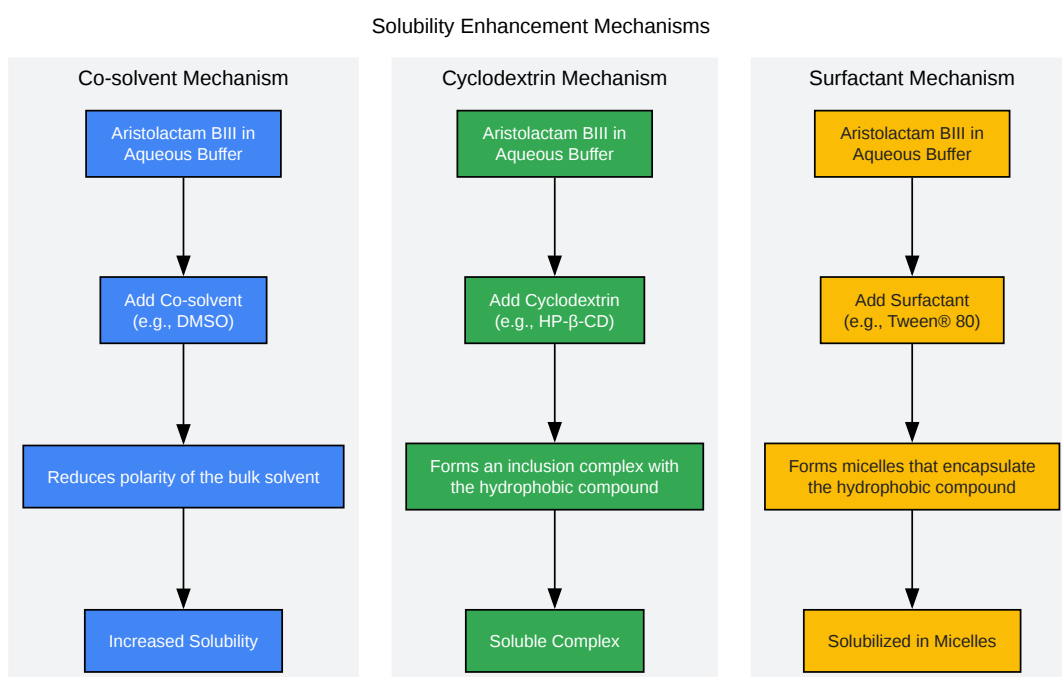 Solubility Enhancement Mechanisms
Co-solvent Mechanism
Aristolactam BIII in
Aqueous Buffer
Add Co-solvent
(e.g., DMSO)
Reduces polarity of the bulk solvent
Increased Solubility
Cyclodextrin Mechanism
Aristolactam BIII in
Aqueous Buffer
Add Cyclodextrin
(e.g., HP-β-CD)
Forms an inclusion complex with
the hydrophobic compound
Soluble Complex
Surfactant Mechanism
Aristolactam BIII in
Aqueous Buffer
Add Surfactant
(e.g., Tween® 80)
Forms micelles that encapsulate
the hydrophobic compound
Solubilized in Micelles